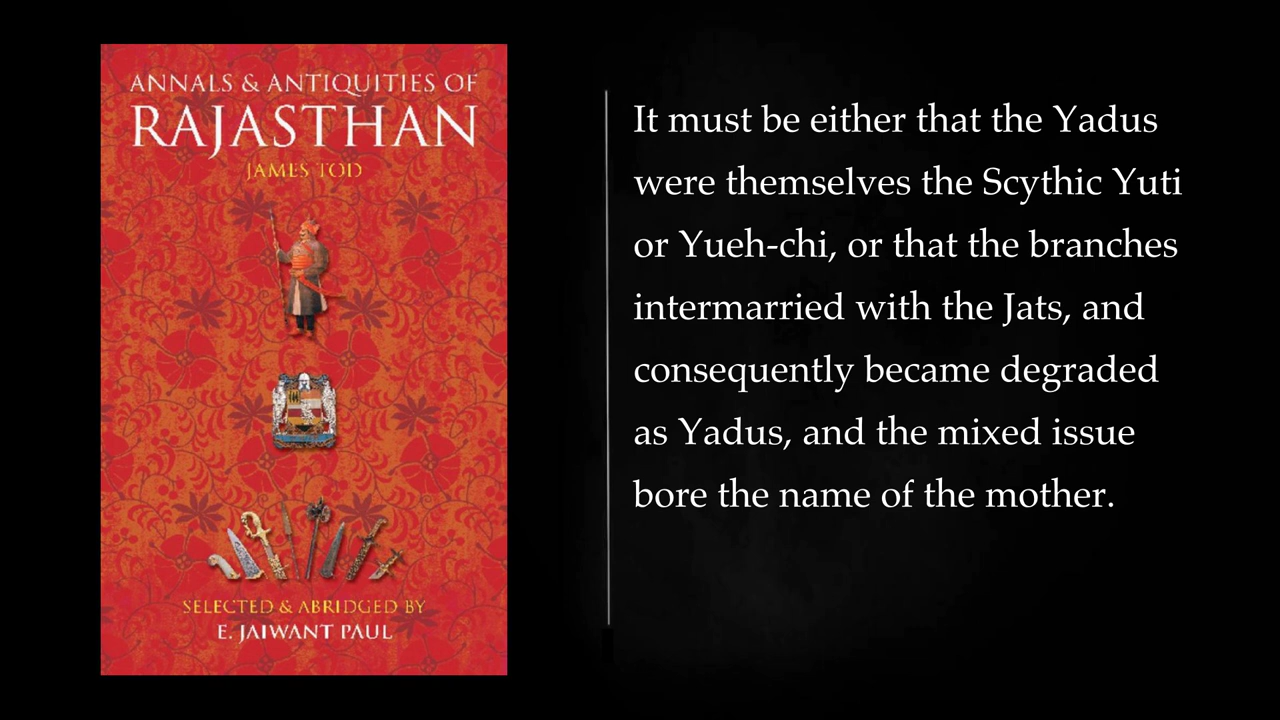 ANNALS & ANTIQUITIES OF
RAJASTHAN
JAMES TOD
SELECTED & ABRIDGED BY
E. JAIWANT PAUL
It must be either that the Yadus
were themselves the Scythic Yuti
or Yueh-chi, or that the branches
intermarried with the Jats, and
consequently became degraded
as Yadus, and the mixed issue
bore the name of the mother.